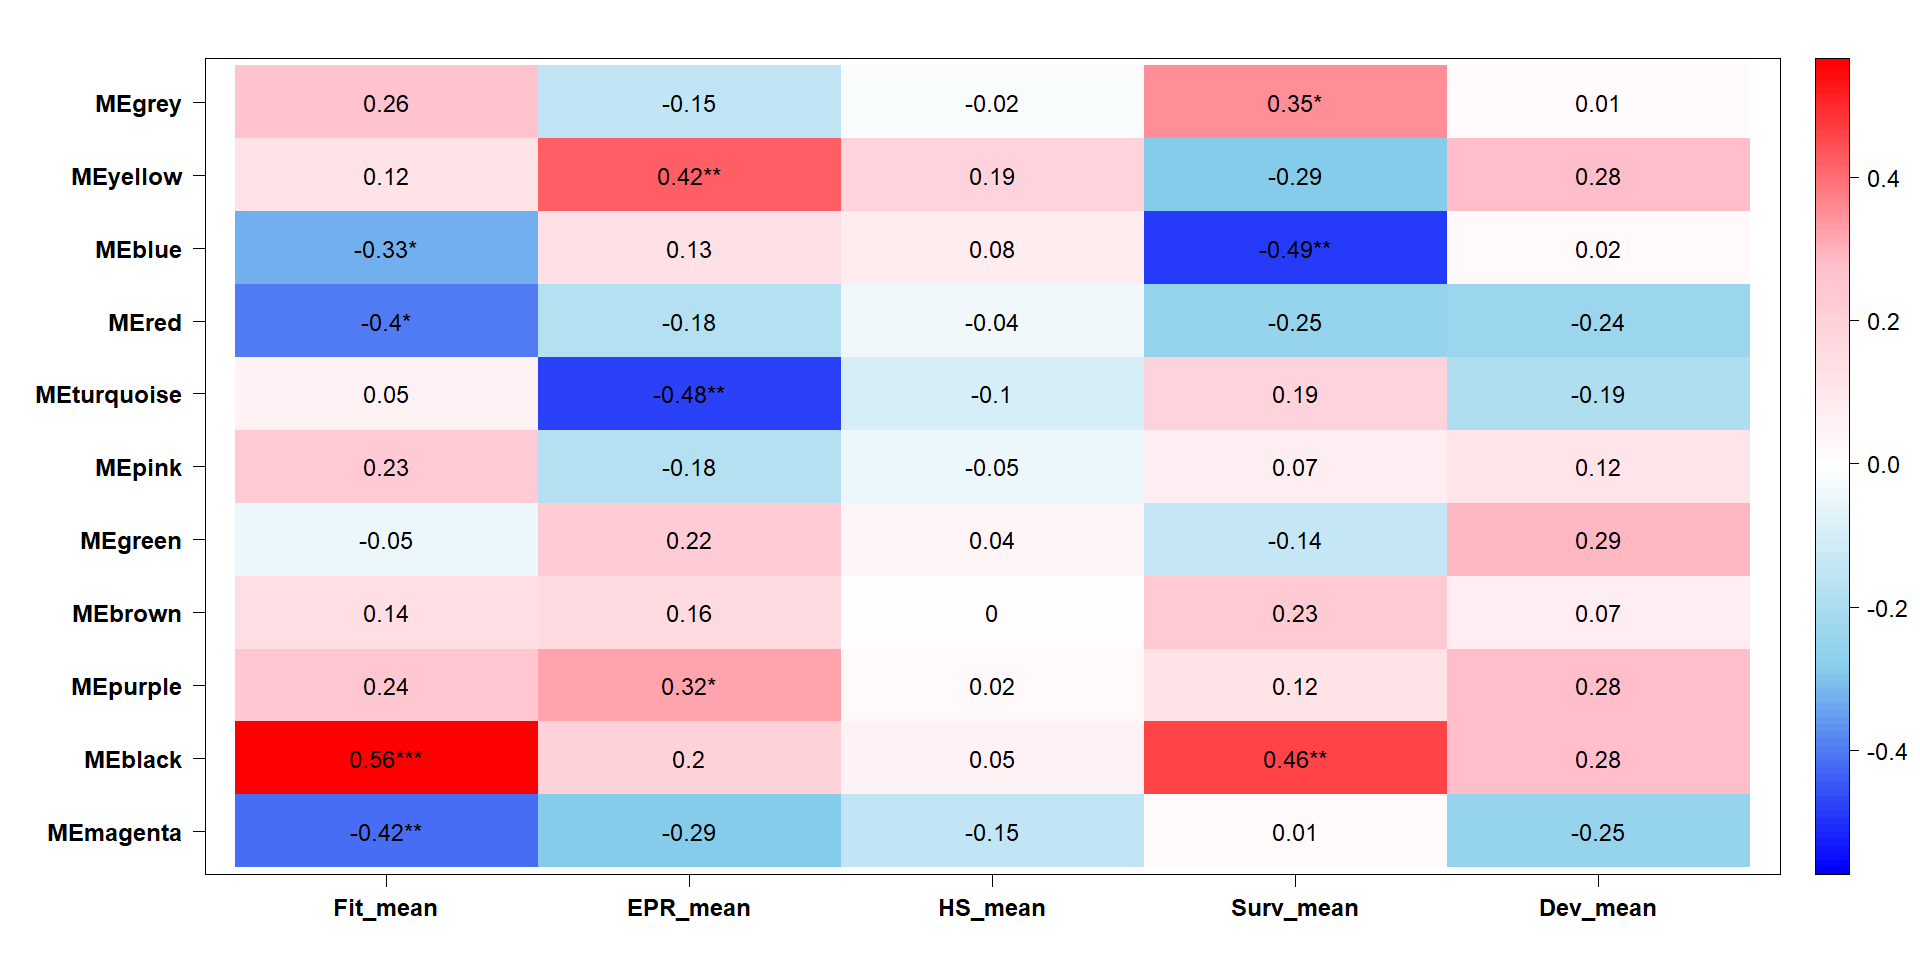 MEgrey 0.26 -0.15 -0.02 0.35* 0.01
MEyellow 0.12 0.42** 0.19 -0.29 0.28
MEblue -0.33* 0.13 0.08 -0.49** 0.02
MEred -0.4* -0.18 -0.04 -0.25 -0.24
MEturquoise 0.05 -0.48** -0.1 0.19 -0.19
MEpink 0.23 -0.18 -0.05 0.07 0.12
MEgreen -0.05 0.22 0.04 -0.14 0.29
MEbrown 0.14 0.16 0 0.23 0.07
MEpurple 0.24 0.32* 0.02 0.12 0.28
MEblack 0.56*** 0.2 0.05 0.46** 0.28
MEmagenta -0.42** -0.29 -0.15 0.01 -0.25
Fit_mean EPR_mean HS_mean Surv_mean Dev_mean
0.4
0.2
0.0
-0.2
-0.4